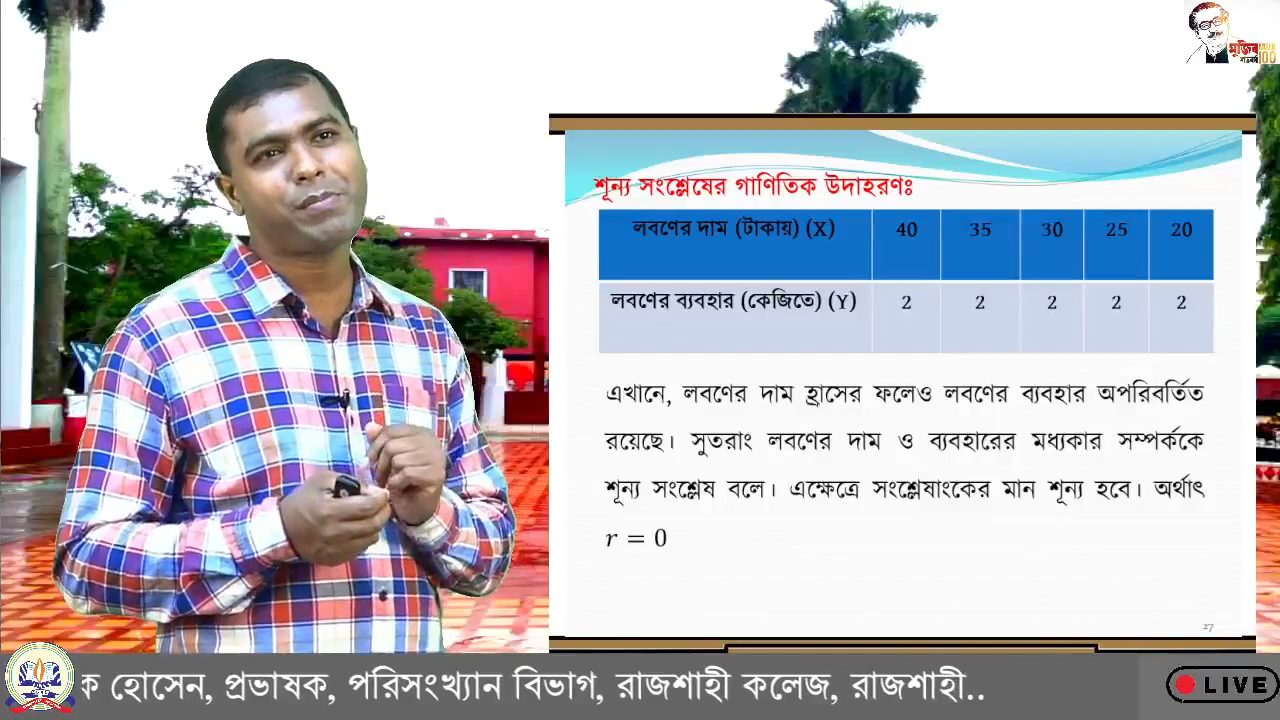 মুজিব
100
শূন্য সংশ্লেষের গাণিতিক উদাহরণঃ
লবণের দাম (টাকায়) (X) 40 35 30 25 20
লবণের ব্যবহার (কেজিতে) (Y) 2 2 2 2 2
এখানে, লবণের দাম হ্রাসের ফলেও লবণের ব্যবহার অপরিবর্তিত
রয়েছে। সুতরাং লবণের দাম ও ব্যবহারের মধ্যকার সম্পর্ককে
শূন্য সংশ্লেষ বলে। এক্ষেত্রে সংশ্লেষাংকের মান শূন্য হবে। অর্থাৎ
r = 0
27
ক হোসেন, প্রভাষক, পরিসংখ্যান বিভাগ, রাজশাহী কলেজ, রাজশাহী..
LIVE